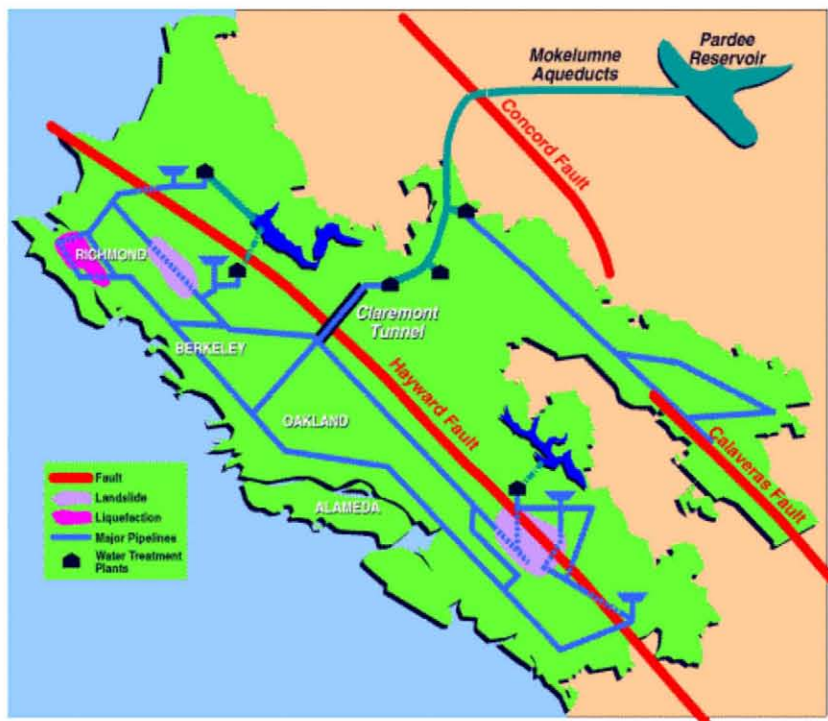 Pardee
Reservoir
Mokelumne
Aqueducts
Concord Fault
RICHMOND
Claremont
Tunnel
BERKELEY
Hayward Fault
OAKLAND
Calaveras Fault
ALAMEDA
Fault
Landslide
Liquefaction
Major Pipelines
Water Treatment
Plants